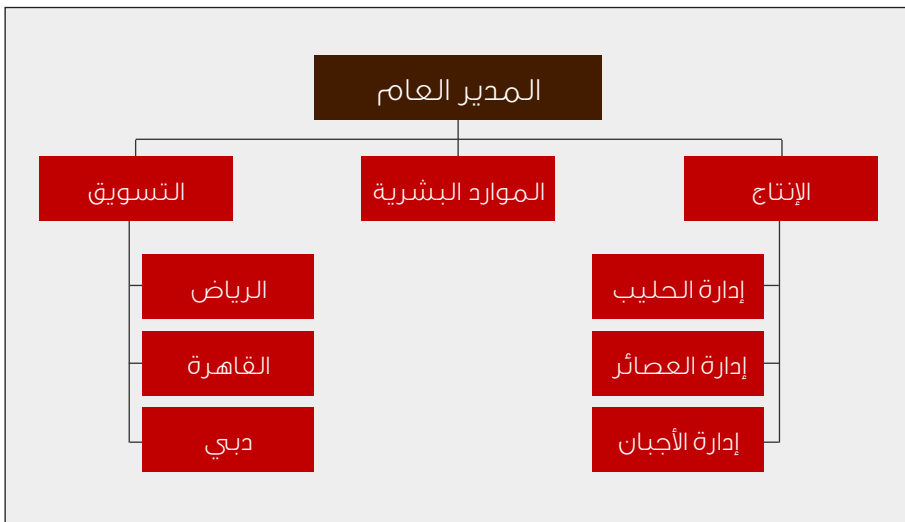 المدير العام
الإنتاج
الموارد البشرية
التسويق
إدارة الحليب
إدارة العصائر
إدارة الأجبان
الرياض
القاهرة
دبي